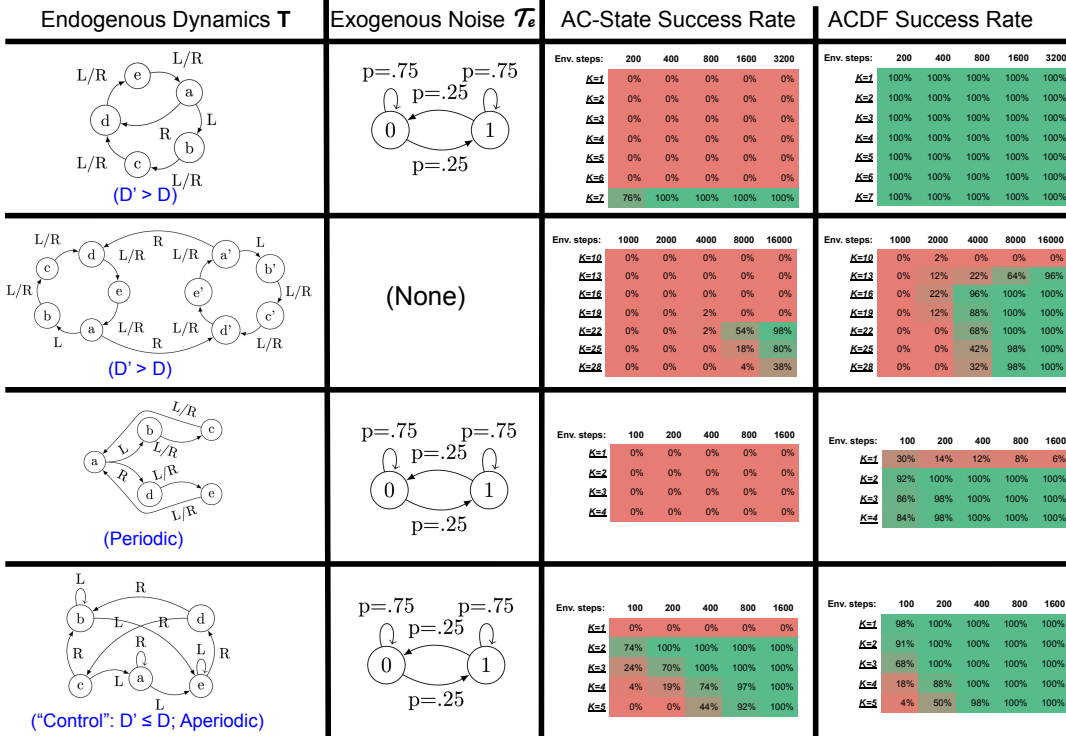 Endogenous Dynamics T
Exogenous Noise 𝒯e
AC-State Success Rate
ACDF Success Rate
L/R
L/R
e
a
d
L
R
b
c
L/R
L/R
(D' > D)
p=.75 p=.75
p=.25
0 1
p=.25
Env. steps: 200 400 800 1600 3200
K=1 0% 0% 0% 0% 0%
K=2 0% 0% 0% 0% 0%
K=3 0% 0% 0% 0% 0%
K=4 0% 0% 0% 0% 0%
K=5 0% 0% 0% 0% 0%
K=6 0% 0% 0% 0% 0%
K=7 76% 100% 100% 100% 100%
Env. steps: 200 400 800 1600 3200
K=1 100% 100% 100% 100% 100%
K=2 100% 100% 100% 100% 100%
K=3 100% 100% 100% 100% 100%
K=4 100% 100% 100% 100% 100%
K=5 100% 100% 100% 100% 100%
K=6 100% 100% 100% 100% 100%
K=7 100% 100% 100% 100% 100%
R
L/R d L/R L/R a' L
c b'
L/R e e' L/R
b c'
L a L/R L/R d' L/R
R
(D' > D)
(None)
Env. steps: 1000 2000 4000 8000 16000
K=10 0% 0% 0% 0% 0%
K=13 0% 0% 0% 0% 0%
K=16 0% 0% 0% 0% 0%
K=19 0% 0% 2% 0% 0%
K=22 0% 0% 2% 54% 98%
K=25 0% 0% 0% 18% 80%
K=28 0% 0% 0% 4% 38%
Env. steps: 1000 2000 4000 8000 16000
K=10 0% 2% 0% 0% 0%
K=13 0% 12% 22% 64% 96%
K=16 0% 22% 96% 100% 100%
K=19 0% 12% 88% 100% 100%
K=22 0% 0% 68% 100% 100%
K=25 0% 0% 42% 98% 100%
K=28 0% 0% 32% 98% 100%
L/R
b c
L L/R
a
R L/R
d e
L/R
(Periodic)
p=.75 p=.75
p=.25
0 1
p=.25
Env. steps: 100 200 400 800 1600
K=1 0% 0% 0% 0% 0%
K=2 0% 0% 0% 0% 0%
K=3 0% 0% 0% 0% 0%
K=4 0% 0% 0% 0% 0%
Env. steps: 100 200 400 800 1600
K=1 30% 14% 12% 8% 6%
K=2 92% 100% 100% 100% 100%
K=3 86% 98% 100% 100% 100%
K=4 84% 98% 100% 100% 100%
L
R
b L R d
R R L R
c L a e
L
("Control": D' ≤ D; Aperiodic)
p=.75 p=.75
p=.25
0 1
p=.25
Env. steps: 100 200 400 800 1600
K=1 0% 0% 0% 0% 0%
K=2 74% 100% 100% 100% 100%
K=3 24% 70% 100% 100% 100%
K=4 4% 19% 74% 97% 100%
K=5 0% 0% 44% 92% 100%
Env. steps: 100 200 400 800 1600
K=1 98% 100% 100% 100% 100%
K=2 91% 100% 100% 100% 100%
K=3 68% 100% 100% 100% 100%
K=4 18% 88% 100% 100% 100%
K=5 4% 50% 98% 100% 100%